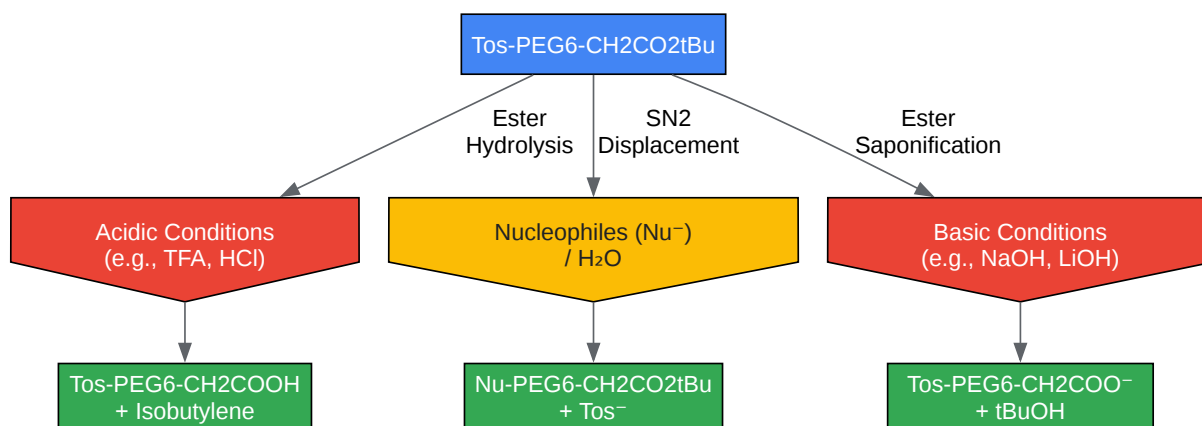 Tos-PEG6-CH2CO2tBu
Ester
Hydrolysis
SN2
Displacement
Ester
Saponification
Acidic Conditions
(e.g., TFA, HCl)
Nucleophiles (Nu⁻)
/ H₂O
Basic Conditions
(e.g., NaOH, LiOH)
Tos-PEG6-CH2COOH
+ Isobutylene
Nu-PEG6-CH2CO2tBu
+ Tos⁻
Tos-PEG6-CH2COO⁻
+ tBuOH